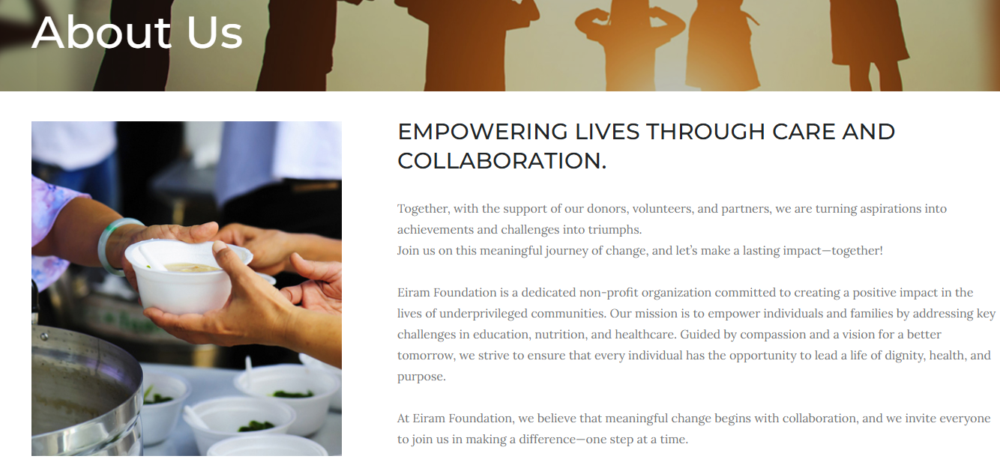 About Us
EMPOWERING LIVES THROUGH CARE AND
COLLABORATION.
Together, with the support of our donors, volunteers, and partners, we are turning aspirations into
achievements and challenges into triumphs.
Join us on this meaningful journey of change, and let’s make a lasting impact—together!
Eiram Foundation is a dedicated non-profit organization committed to creating a positive impact in the
lives of underprivileged communities. Our mission is to empower individuals and families by addressing key
challenges in education, nutrition, and healthcare. Guided by compassion and a vision for a better
tomorrow, we strive to ensure that every individual has the opportunity to lead a life of dignity, health, and
purpose.
At Eiram Foundation, we believe that meaningful change begins with collaboration, and we invite everyone
to join us in making a difference—one step at a time.